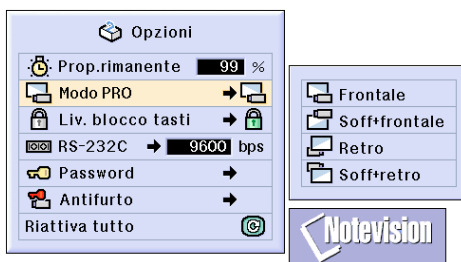 Opzioni
Prop.rimanente 99 %
Modo PRO
Liv. blocco tasti
RS-232C 9600 bps
Password
Antifurto
Riattiva tutto
Frontale
Soff+frontale
Retro
Soff+retro
Notevision